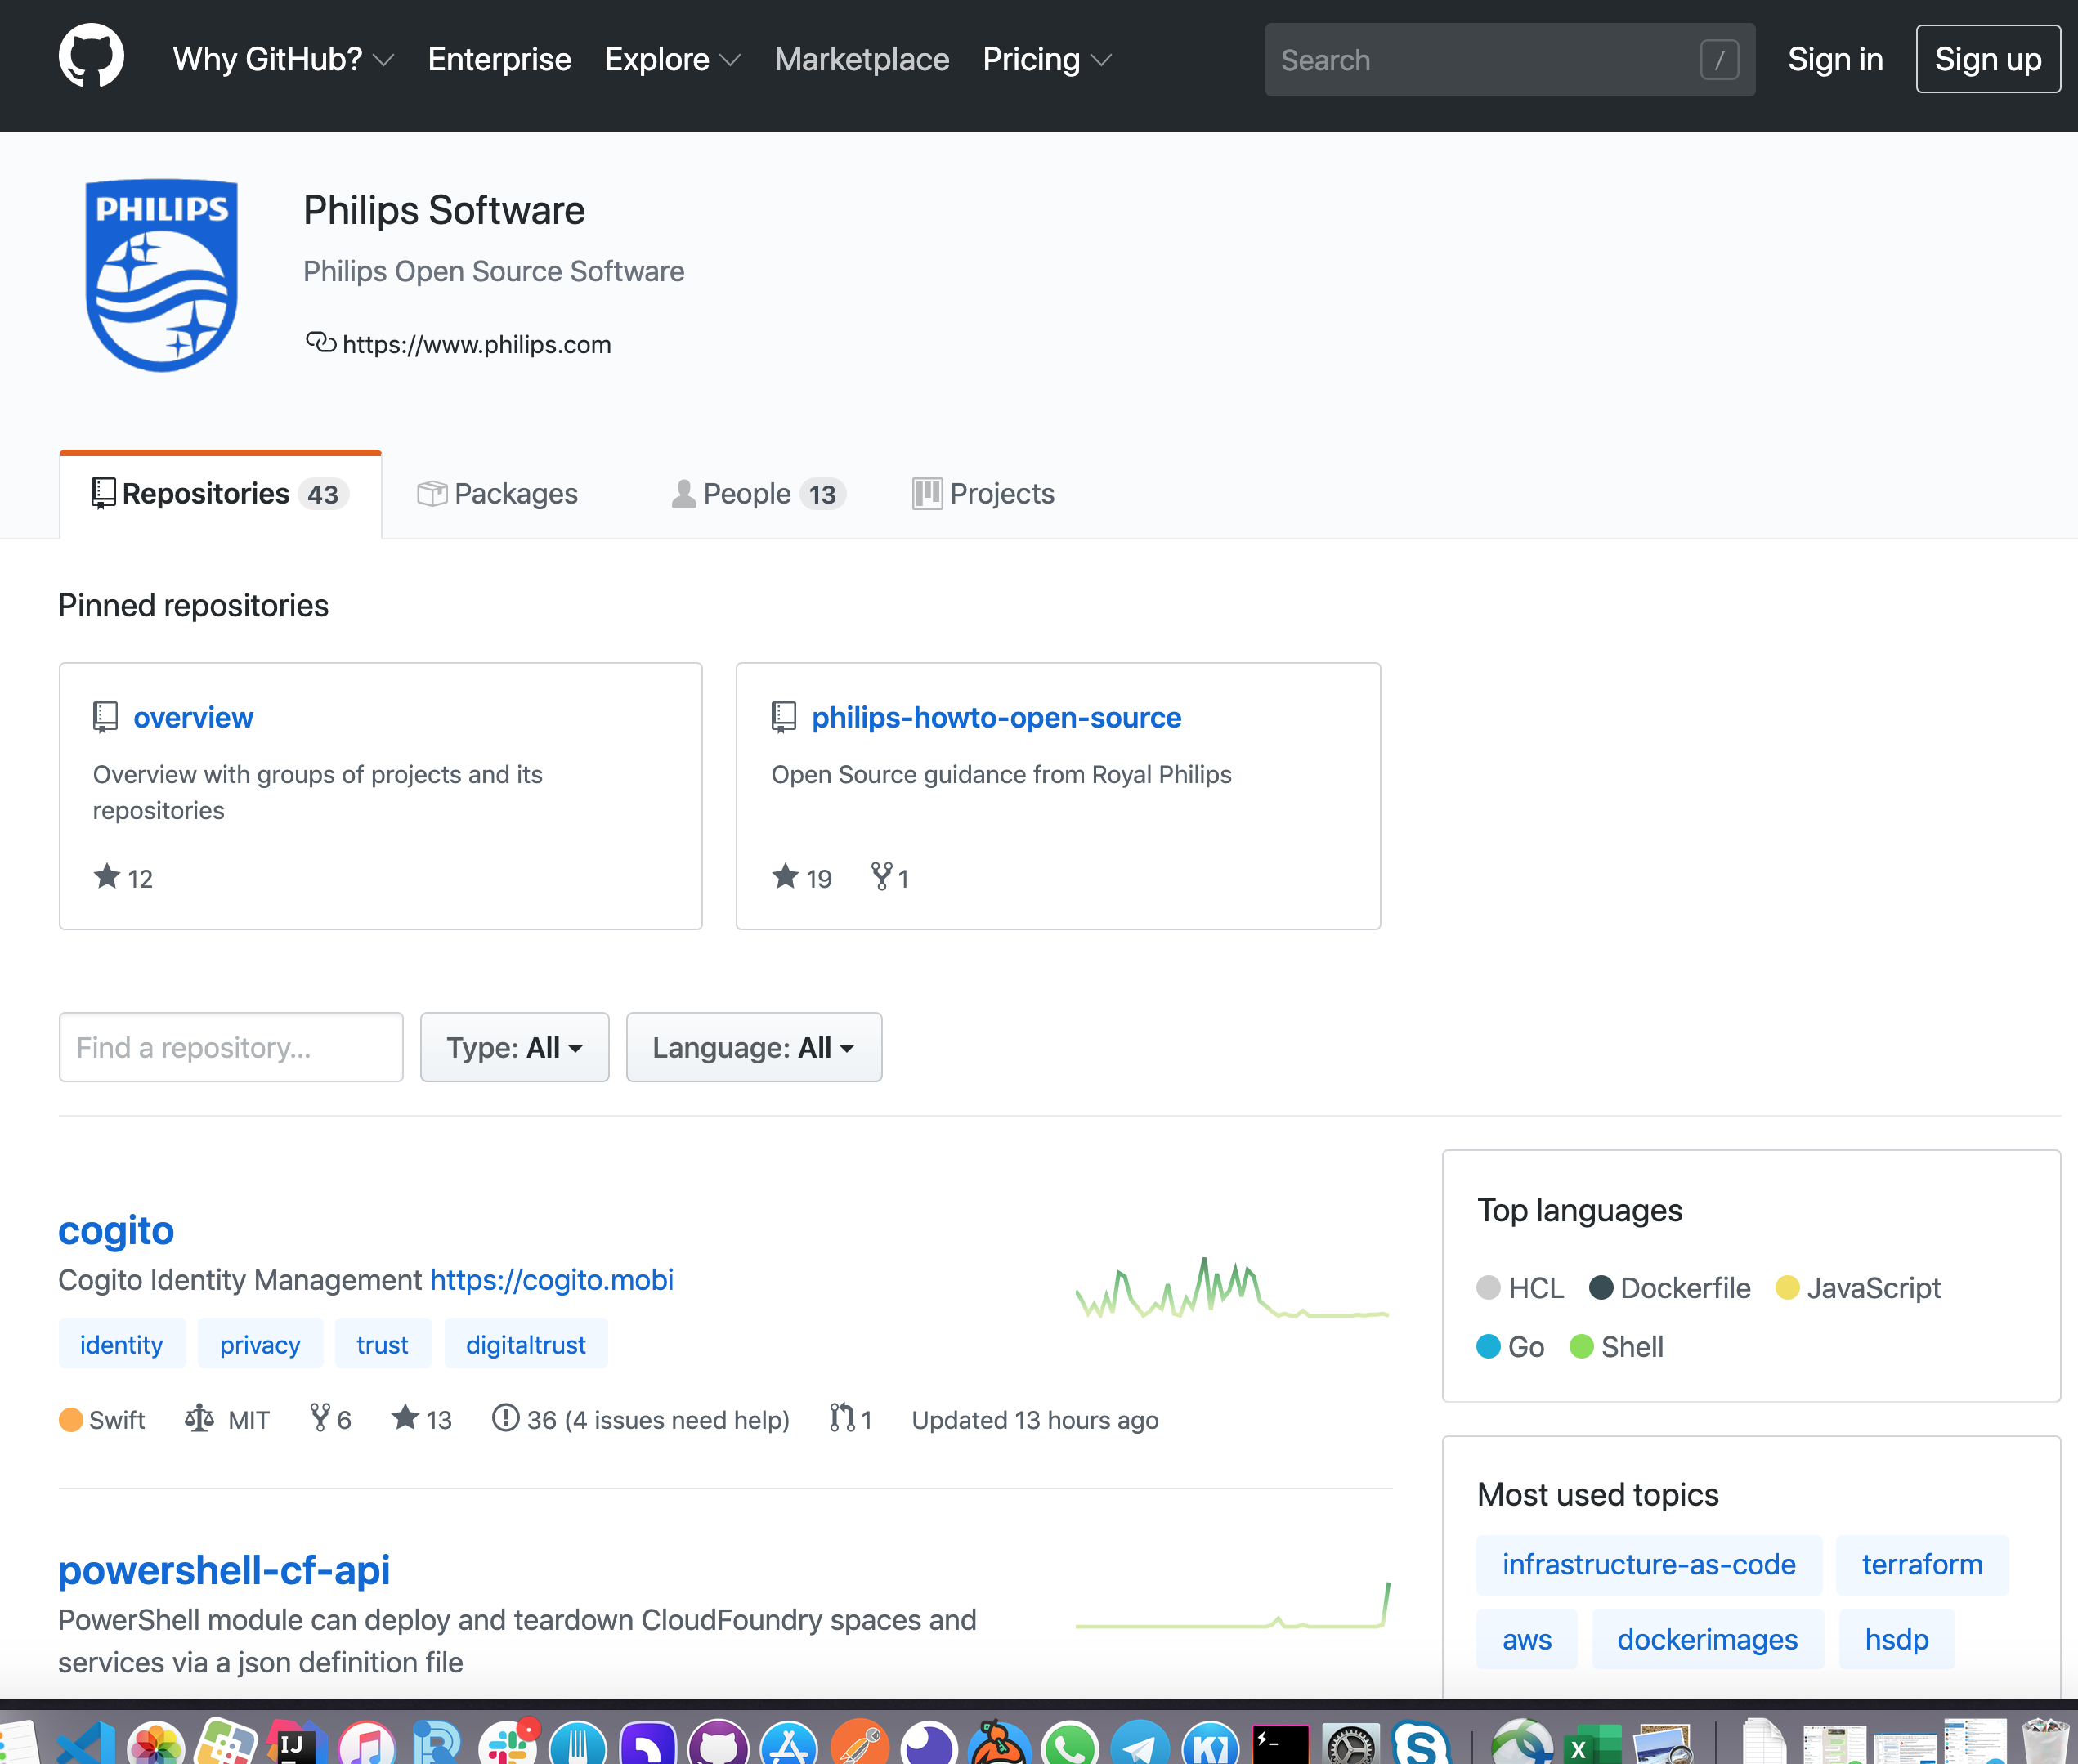 Why GitHub? Enterprise Explore Marketplace Pricing Search / Sign in Sign up
PHILIPS
Philips Software
Philips Open Source Software
https://www.philips.com
Repositories 43 Packages People 13 Projects
Pinned repositories
overview
Overview with groups of projects and its
repositories
12
philips-howto-open-source
Open Source guidance from Royal Philips
19 1
Find a repository... Type: All Language: All
cogito
Cogito Identity Management https://cogito.mobi
identity privacy trust digitaltrust
Swift MIT 6 13 36 (4 issues need help) 1 Updated 13 hours ago
powershell-cf-api
PowerShell module can deploy and teardown CloudFoundry spaces and
services via a json definition file
Top languages
HCL Dockerfile JavaScript
Go Shell
Most used topics
infrastructure-as-code terraform
aws dockerimages hsdp
IJ